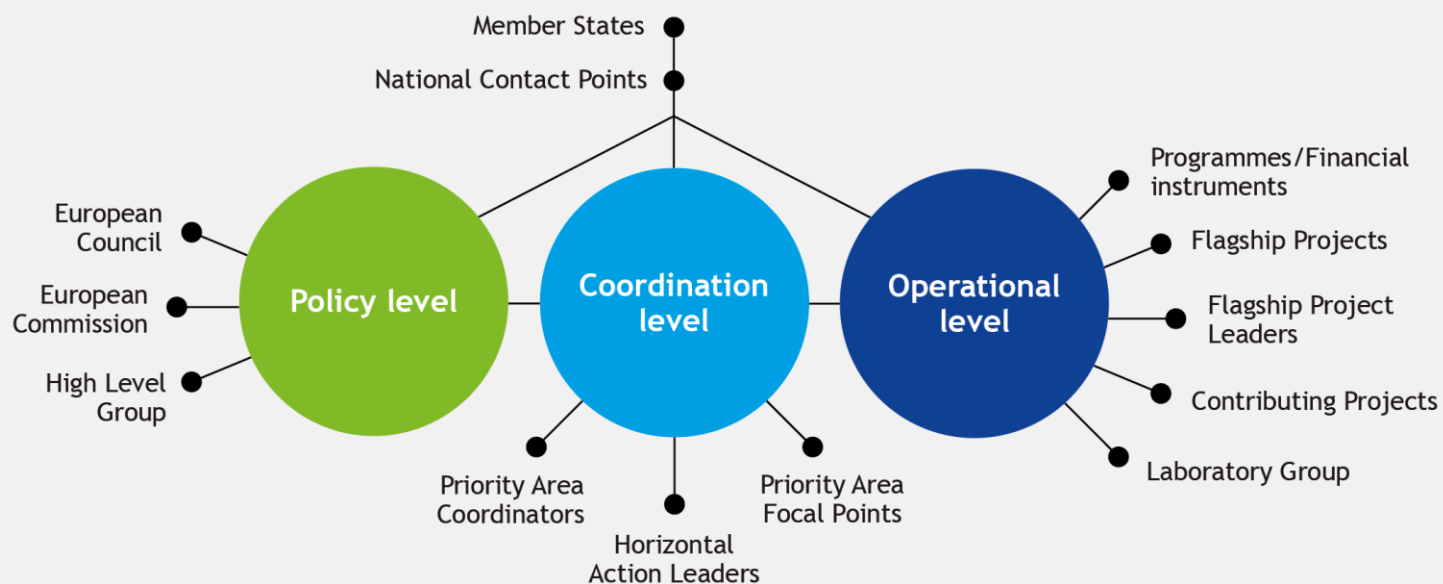 Member States
National Contact Points
European
Council
European
Commission
High Level
Group
Policy level
Coordination
level
Operational
level
Programmes/Financial
instruments
Flagship Projects
Flagship Project
Leaders
Contributing Projects
Laboratory Group
Priority Area
Coordinators
Horizontal
Action Leaders
Priority Area
Focal Points